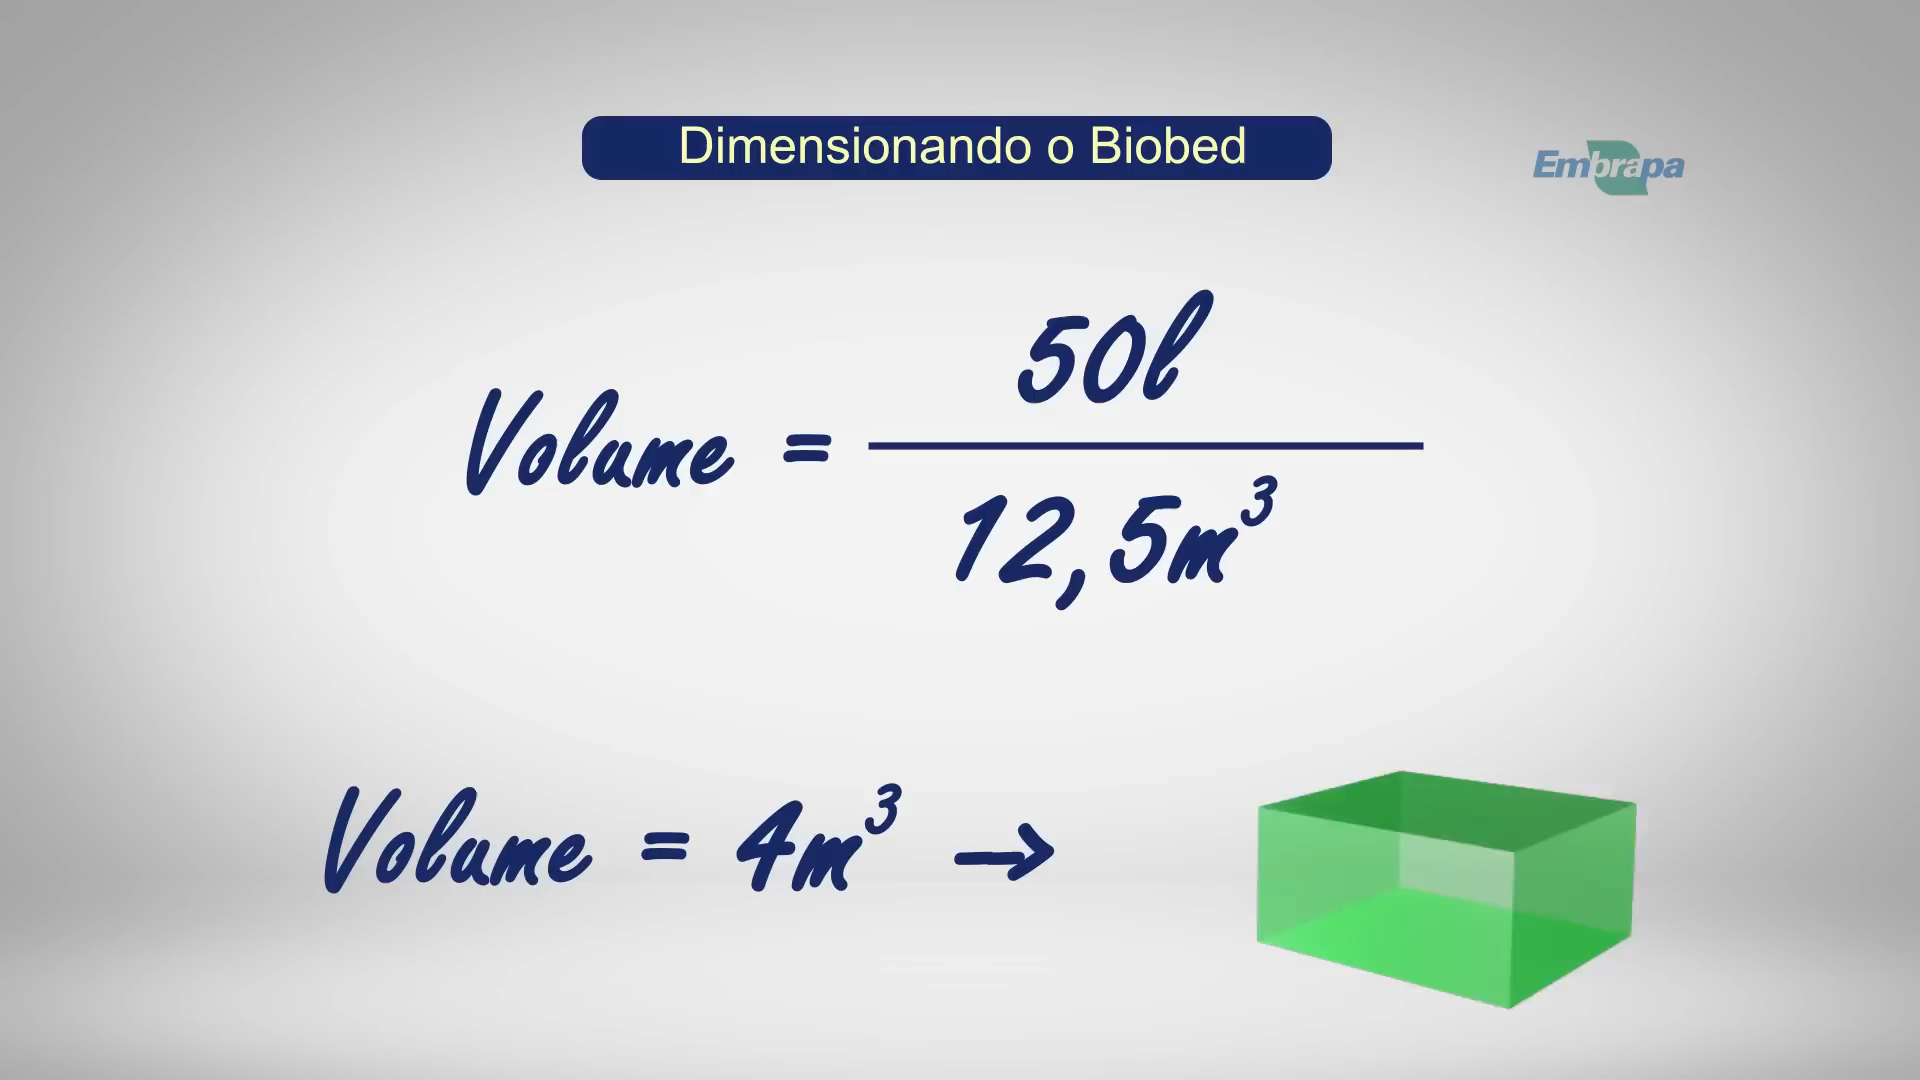 Dimensionando o Biobed
Embrapa
50l
Volume =
12,5m³
Volume = 4m³ →